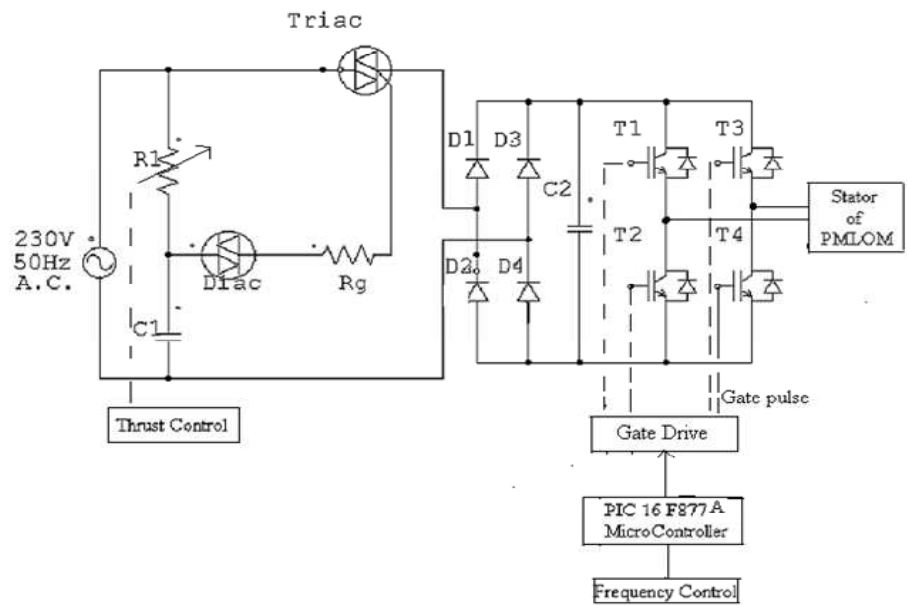 Triac
R1
230V
50Hz
A.C.
Diac
Rg
C1
Thrust Control
D1
D3
C2
D2
D4
T1
T3
T2
T4
Stator
of
PMLOM
Gate pulse
Gate Drive
PIC 16 F877 A
MicroController
Frequency Control